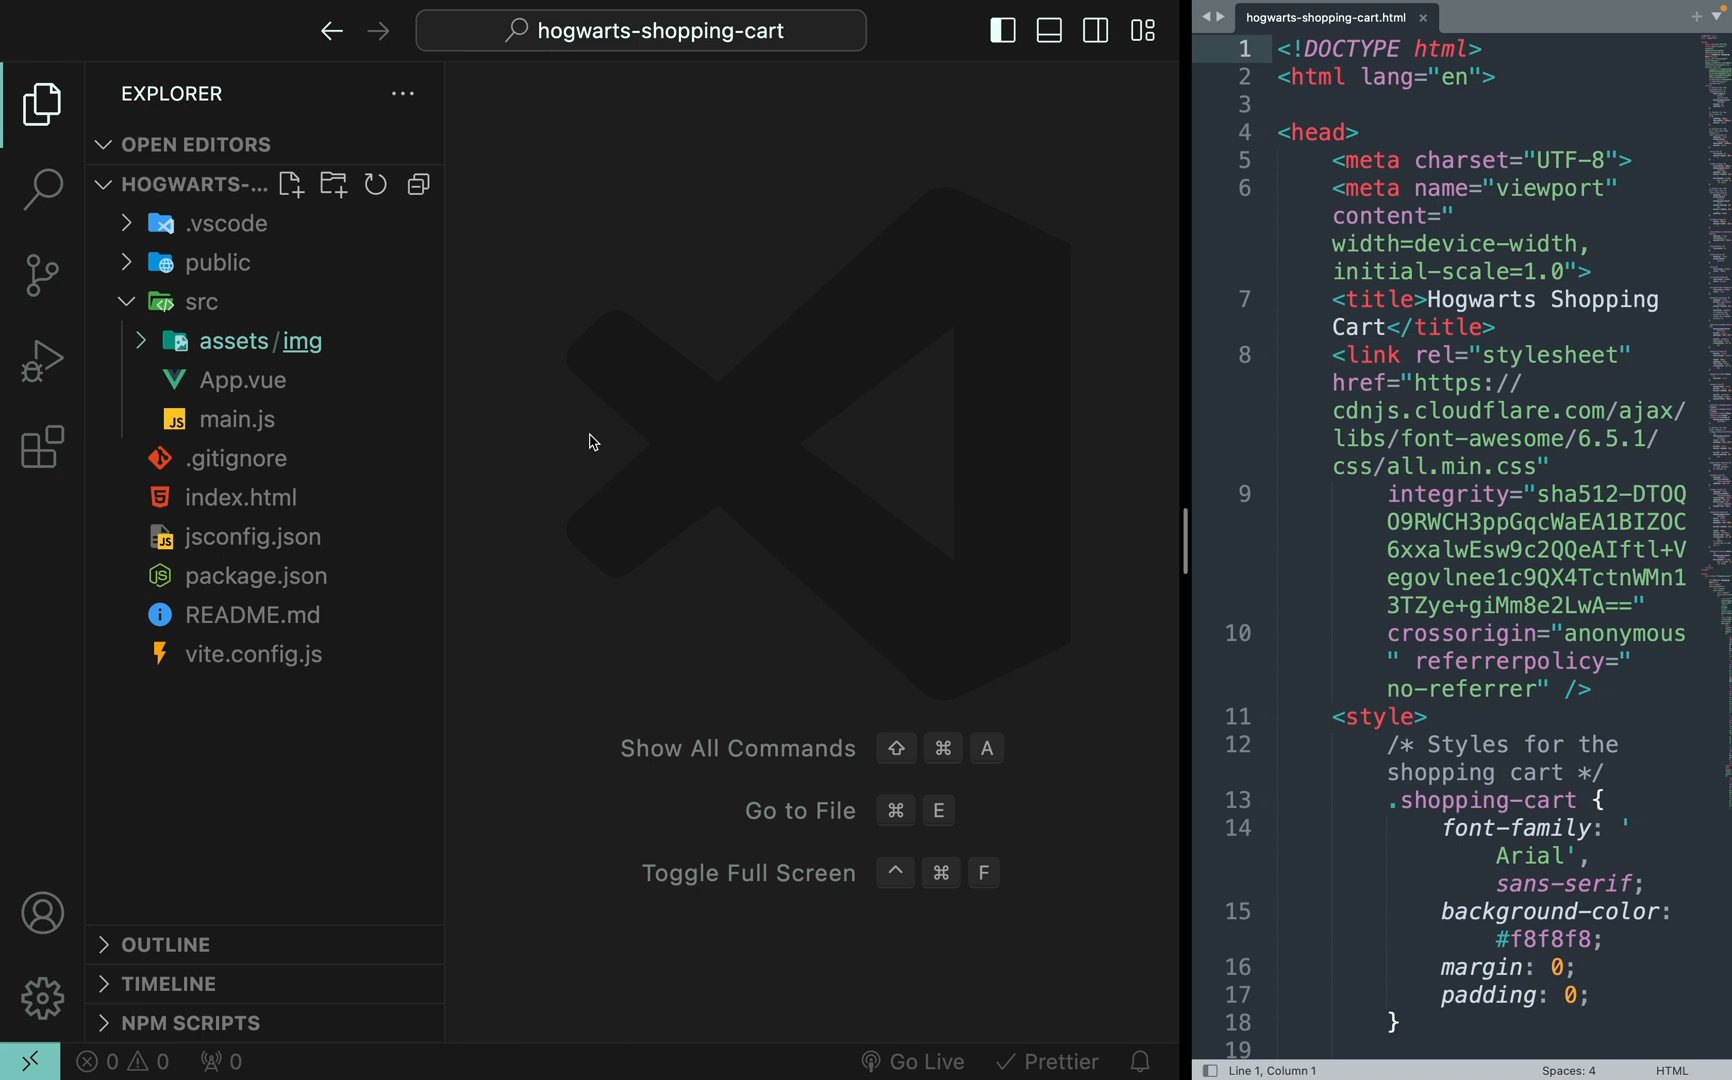 hogwarts-shopping-cart
EXPLORER
OPEN EDITORS
HOGWARTS-...
.vscode
public
src
assets/img
App.vue
JS main.js
.gitignore
index.html
JS jsconfig.json
package.json
README.md
vite.config.js
Show All Commands ⇧ ⌘ A
Go to File ⌘ E
Toggle Full Screen ^ ⌘ F
OUTLINE
TIMELINE
NPM SCRIPTS
0 0 0 Go Live Prettier
hogwarts-shopping-cart.html
1 <!DOCTYPE html>
2 <html lang="en">
3
4 <head>
5 <meta charset="UTF-8">
6 <meta name="viewport"
content="
width=device-width,
initial-scale=1.0">
7 <title>Hogwarts Shopping
Cart</title>
8 <link rel="stylesheet"
href="https://
cdnjs.cloudflare.com/ajax/
libs/font-awesome/6.5.1/
css/all.min.css"
9 integrity="sha512-DTOQ
O9RWCH3ppGqcWaEA1BIZOC
6xxalwEsw9c2QQeAIftl+V
egovlnee1c9QX4TctnWMn1
3TZye+giMm8e2LwA=="
10 crossorigin="anonymous
" referrerpolicy="
no-referrer" />
11 <style>
12 /* Styles for the
shopping cart */
13 .shopping-cart {
14 font-family: '
Arial',
sans-serif;
15 background-color:
#f8f8f8;
16 margin: 0;
17 padding: 0;
18 }
19
Line 1, Column 1 Spaces: 4 HTML